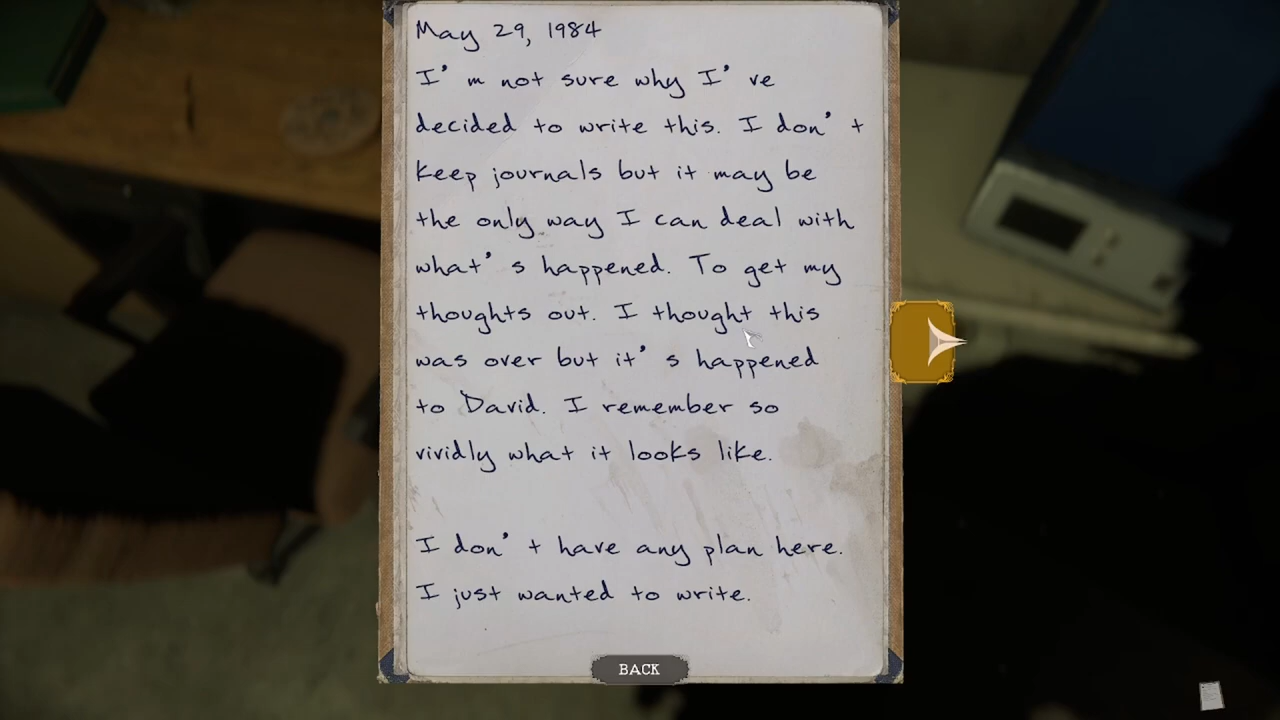 May 29, 1984
I'm not sure why I've
decided to write this. I don't
keep journals but it may be
the only way I can deal with
what's happened. To get my
thoughts out. I thought this
was over but it's happened
to David. I remember so
vividly what it looks like.
I don't have any plan here.
I just wanted to write.
BACK